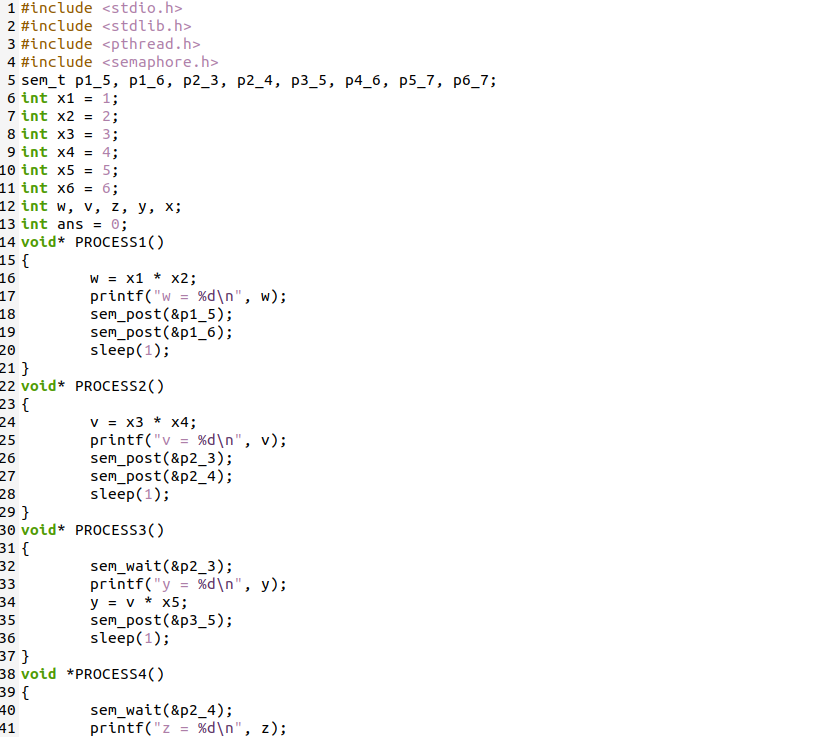 1 #include <stdio.h>
2 #include <stdlib.h>
3 #include <pthread.h>
4 #include <semaphore.h>
5 sem_t p1_5, p1_6, p2_3, p2_4, p3_5, p4_6, p5_7, p6_7;
6 int x1 = 1;
7 int x2 = 2;
8 int x3 = 3;
9 int x4 = 4;
10 int x5 = 5;
11 int x6 = 6;
12 int w, v, z, y, x;
13 int ans = 0;
14 void* PROCESS1()
15 {
16         w = x1 * x2;
17         printf("w = %d\n", w);
18         sem_post(&p1_5);
19         sem_post(&p1_6);
20         sleep(1);
21 }
22 void* PROCESS2()
23 {
24         v = x3 * x4;
25         printf("v = %d\n", v);
26         sem_post(&p2_3);
27         sem_post(&p2_4);
28         sleep(1);
29 }
30 void* PROCESS3()
31 {
32         sem_wait(&p2_3);
33         printf("y = %d\n", y);
34         y = v * x5;
35         sem_post(&p3_5);
36         sleep(1);
37 }
38 void *PROCESS4()
39 {
40         sem_wait(&p2_4);
41         printf("z = %d\n", z);